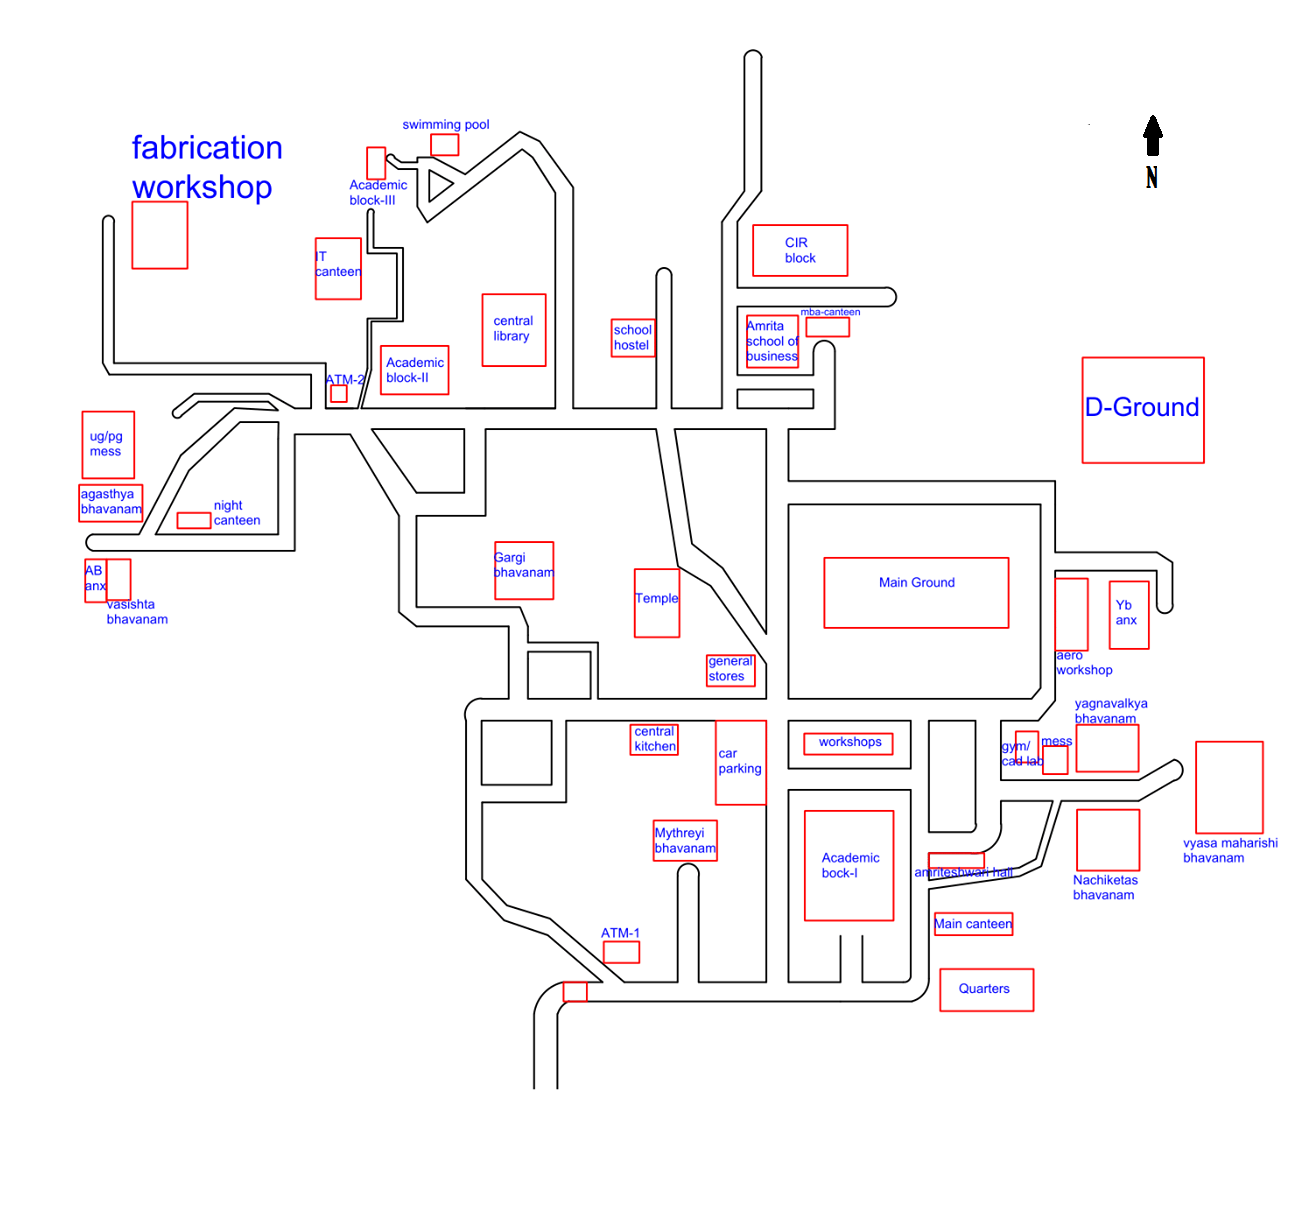 swimming pool
fabrication
workshop
Academic
block-III
N
CIR
block
IT
canteen
mba-canteen
central
library
school
hostel
Amrita
school of
business
Academic
block-II
ATM-2
D-Ground
ug/pg
mess
agasthya
bhavanam
night
canteen
Gargi
bhavanam
AB
anx
vasishta
bhavanam
Temple
Main Ground
Yb
anx
aero
workshop
general
stores
yagnavalkya
bhavanam
central
kitchen
car
parking
workshops
gym/
cad lab
mess
Mythreyi
bhavanam
Academic
bock-I
amriteshwari hall
vyasa maharishi
bhavanam
Nachiketas
bhavanam
ATM-1
Main canteen
Quarters